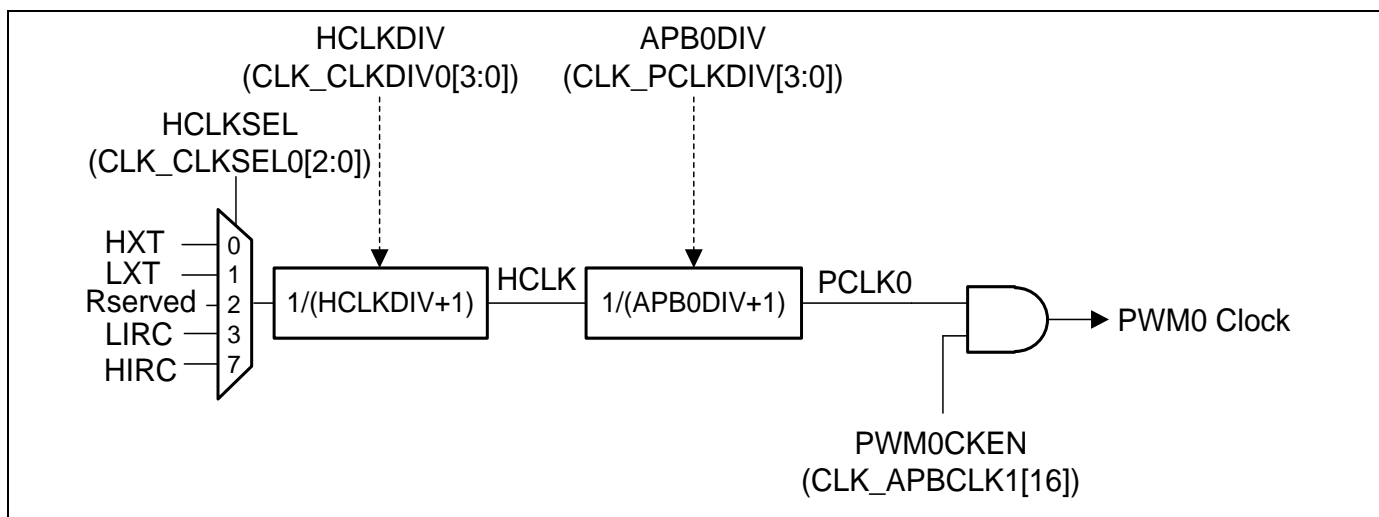 HCLKDIV
(CLK_CLKDIV0[3:0])
APB0DIV
(CLK_PCLKDIV[3:0])
HCLKSEL
(CLK_CLKSEL0[2:0])
HXT
0
LXT
1
Rserved
2
LIRC
3
HIRC
7
1/(HCLKDIV+1)
HCLK
1/(APB0DIV+1)
PCLK0
PWM0 Clock
PWM0CKEN
(CLK_APBCLK1[16])